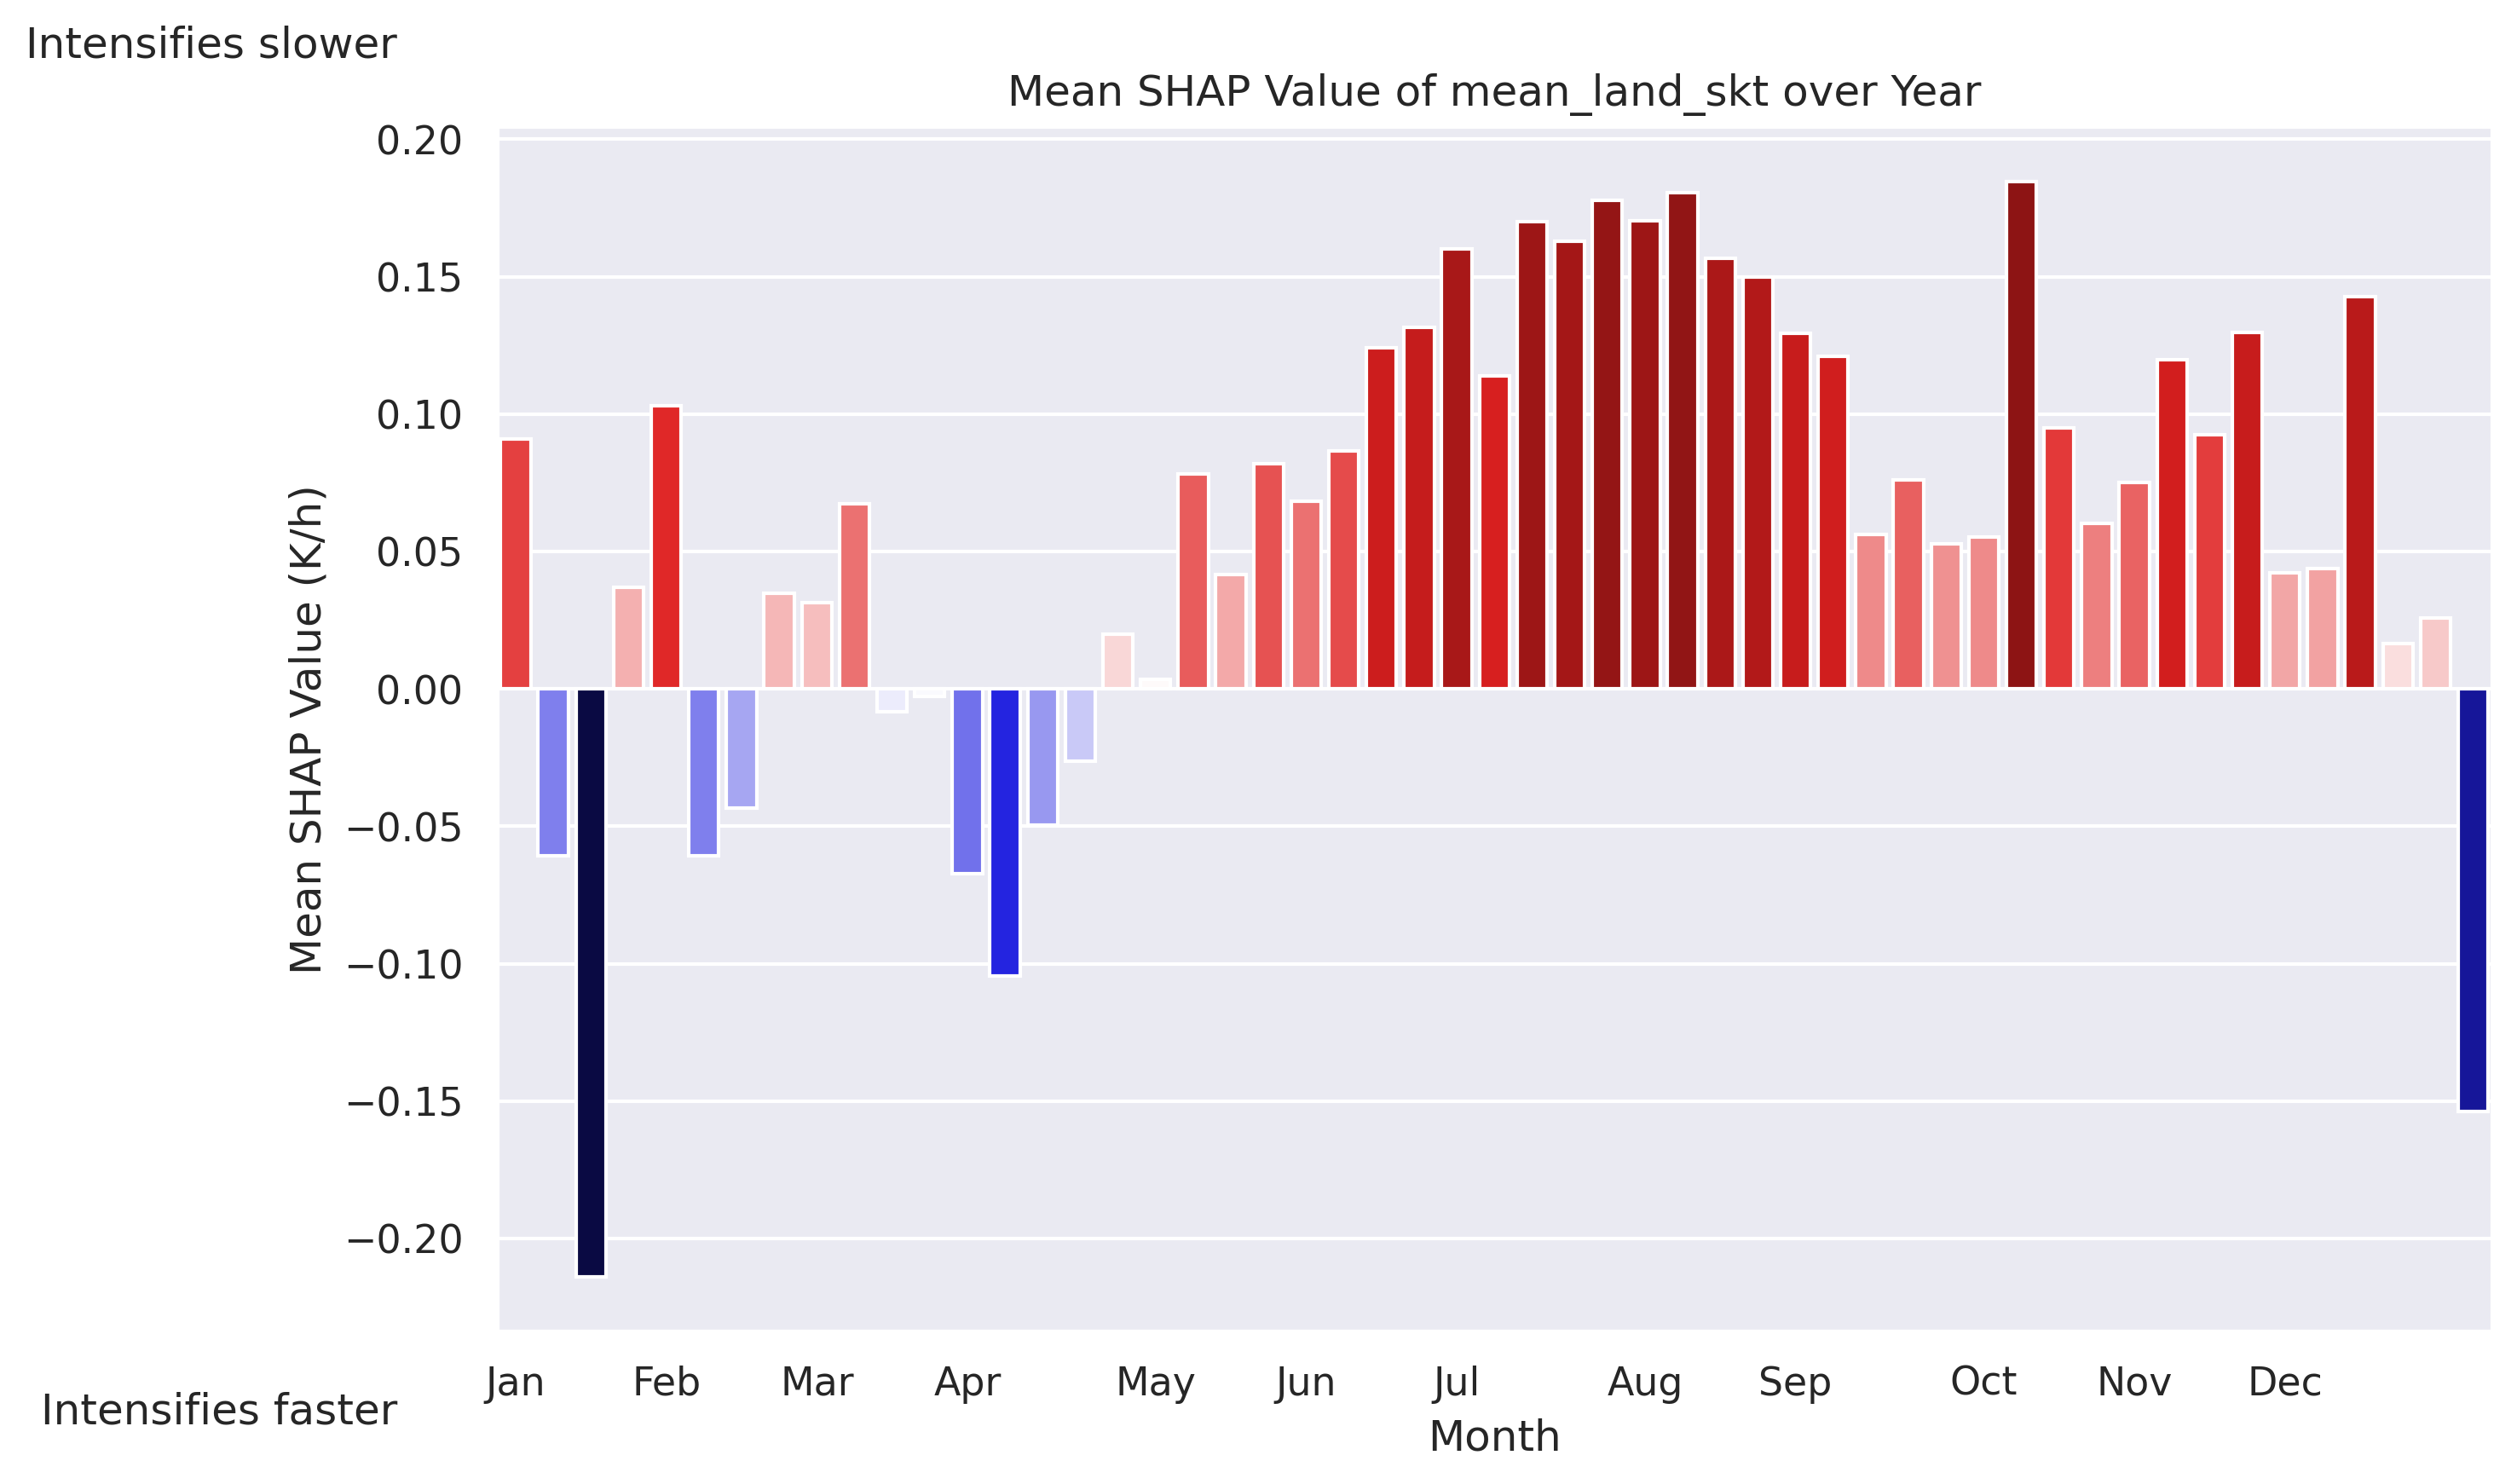 Intensifies slower
Mean SHAP Value of mean_land_skt over Year
0.20
0.15
0.10
0.05
0.00
−0.05
−0.10
−0.15
−0.20
Mean SHAP Value (K/h)
Jan Feb Mar Apr May Jun Jul Aug Sep Oct Nov Dec
Intensifies faster
Month